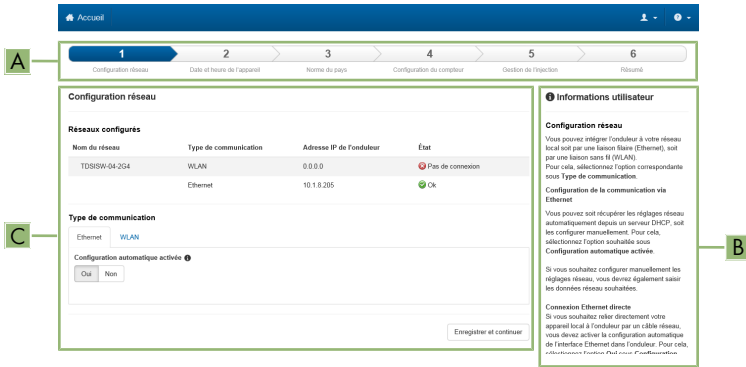 Accueil
A
1 2 3 4 5 6
Configuration réseau Date et heure de l'appareil Norme du pays Configuration du compteur Gestion de l'injection Résumé
C
Configuration réseau
Réseaux configurés
Nom du réseau Type de communication Adresse IP de l'onduleur État
TDSISW-04-2G4 WLAN 0.0.0.0 Pas de connexion
Ethernet 10.1.8.205 Ok
Type de communication
Ethernet WLAN
Configuration automatique activée
Oui Non
Enregistrer et continuer
Informations utilisateur
Configuration réseau
Vous pouvez intégrer l'onduleur à votre réseau
local soit par une liaison filaire (Ethernet), soit
par une liaison sans fil (WLAN).
Pour cela, sélectionnez l'option correspondante
sous Type de communication.
Configuration de la communication via
Ethernet
Vous pouvez soit récupérer les réglages réseau
automatiquement depuis un serveur DHCP, soit
les configurer manuellement. Pour cela,
sélectionnez l'option souhaitée sous
Configuration automatique activée.
Si vous souhaitez configurer manuellement les
réglages réseau, vous devrez également saisir
les données réseau souhaitées.
Connexion Ethernet directe
Si vous souhaitez relier directement votre
appareil local à l'onduleur par un câble réseau,
vous devez activer la configuration automatique
de l'interface Ethernet dans l'onduleur. Pour cela,
sélectionnez l'option Oui sous Configuration
B